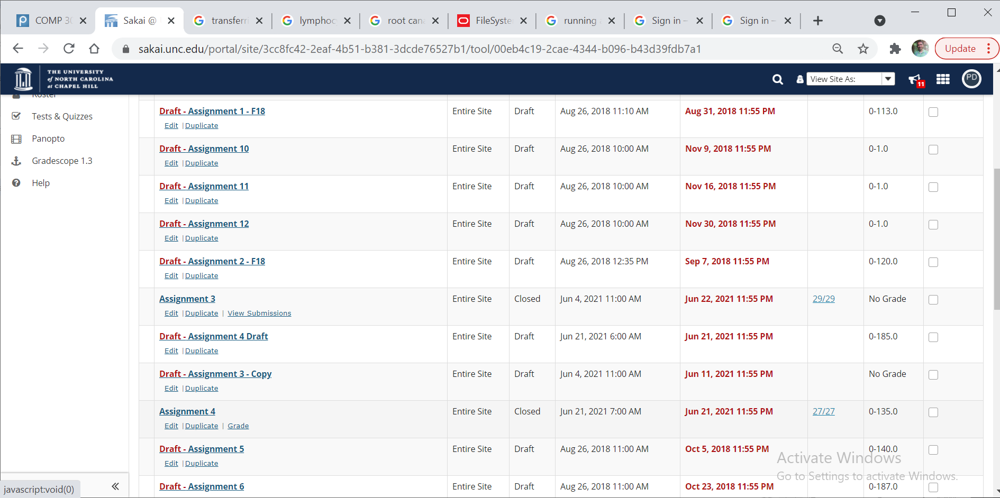 COMP 30
Sakai @
transferri
lymphoc
root cana
FileSyste
running a
Sign in –
Sign in –
sakai.unc.edu/portal/site/3cc8fc42-2eaf-4b51-b381-3dcde76527b1/tool/00eb4c19-2cae-4344-b096-b43d39fdb7a1
Update
THE UNIVERSITY
of NORTH CAROLINA
at CHAPEL HILL
View Site As:
11
PD
Roster
Tests & Quizzes
Panopto
Gradescope 1.3
Help
Draft - Assignment 1 - F18 Entire Site Draft Aug 26, 2018 11:10 AM Aug 31, 2018 11:55 PM 0-113.0
Edit | Duplicate
Draft - Assignment 10 Entire Site Draft Aug 26, 2018 10:00 AM Nov 9, 2018 11:55 PM 0-1.0
Edit | Duplicate
Draft - Assignment 11 Entire Site Draft Aug 26, 2018 10:00 AM Nov 16, 2018 11:55 PM 0-1.0
Edit | Duplicate
Draft - Assignment 12 Entire Site Draft Aug 26, 2018 10:00 AM Nov 30, 2018 11:55 PM 0-1.0
Edit | Duplicate
Draft - Assignment 2 - F18 Entire Site Draft Aug 26, 2018 12:35 PM Sep 7, 2018 11:55 PM 0-120.0
Edit | Duplicate
Assignment 3 Entire Site Closed Jun 4, 2021 11:00 AM Jun 22, 2021 11:55 PM 29/29 No Grade
Edit | Duplicate | View Submissions
Draft - Assignment 4 Draft Entire Site Draft Jun 21, 2021 6:00 AM Jun 21, 2021 11:55 PM 0-185.0
Edit | Duplicate
Draft - Assignment 3 - Copy Entire Site Draft Jun 4, 2021 11:00 AM Jun 11, 2021 11:55 PM No Grade
Edit | Duplicate
Assignment 4 Entire Site Closed Jun 21, 2021 7:00 AM Jun 21, 2021 11:55 PM 27/27 0-135.0
Edit | Duplicate | Grade
Draft - Assignment 5 Entire Site Draft Aug 26, 2018 11:00 AM Oct 5, 2018 11:55 PM 0-140.0
Edit | Duplicate
Draft - Assignment 6 Entire Site Draft Aug 26, 2018 11:00 AM Oct 23, 2018 11:55 PM 0-187.0
Activate Windows
Go to Settings to activate Windows.
javascript:void(0)